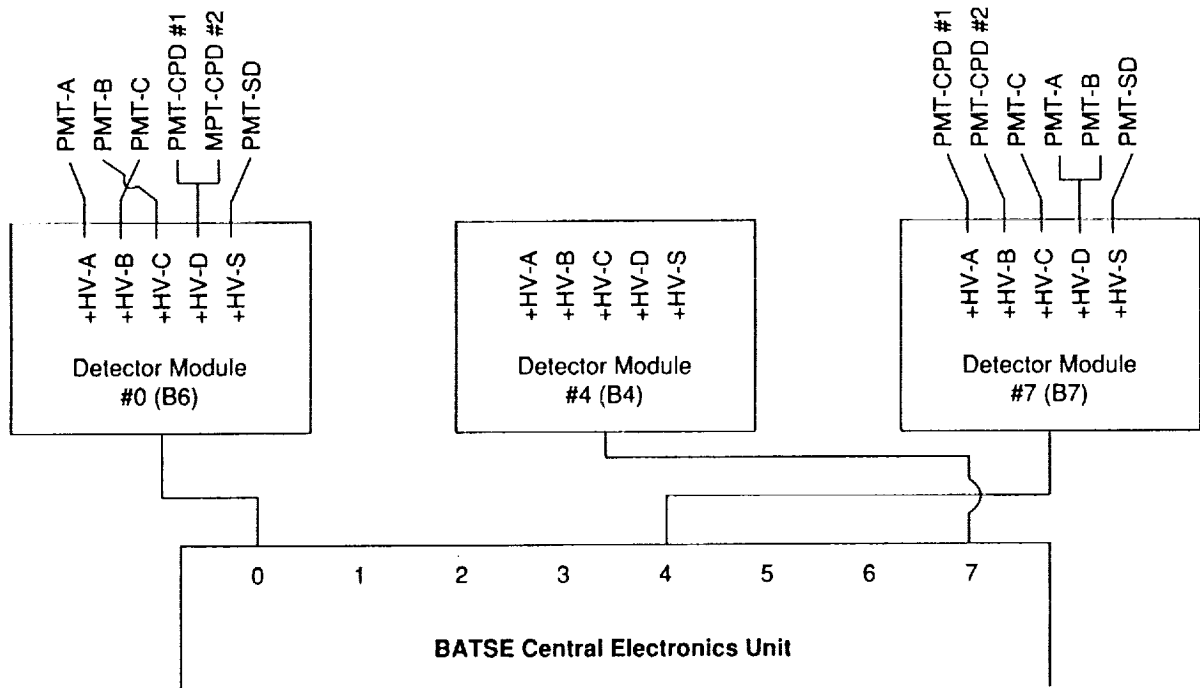 PMT-A
PMT-B
PMT-C
PMT-CPD #1
MPT-CPD #2
PMT-SD
+HV-A
+HV-B
+HV-C
+HV-D
+HV-S
Detector Module
#0 (B6)
+HV-A
+HV-B
+HV-C
+HV-D
+HV-S
Detector Module
#4 (B4)
PMT-CPD #1
PMT-CPD #2
PMT-C
PMT-A
PMT-B
PMT-SD
+HV-A
+HV-B
+HV-C
+HV-D
+HV-S
Detector Module
#7 (B7)
0 1 2 3 4 5 6 7
BATSE Central Electronics Unit